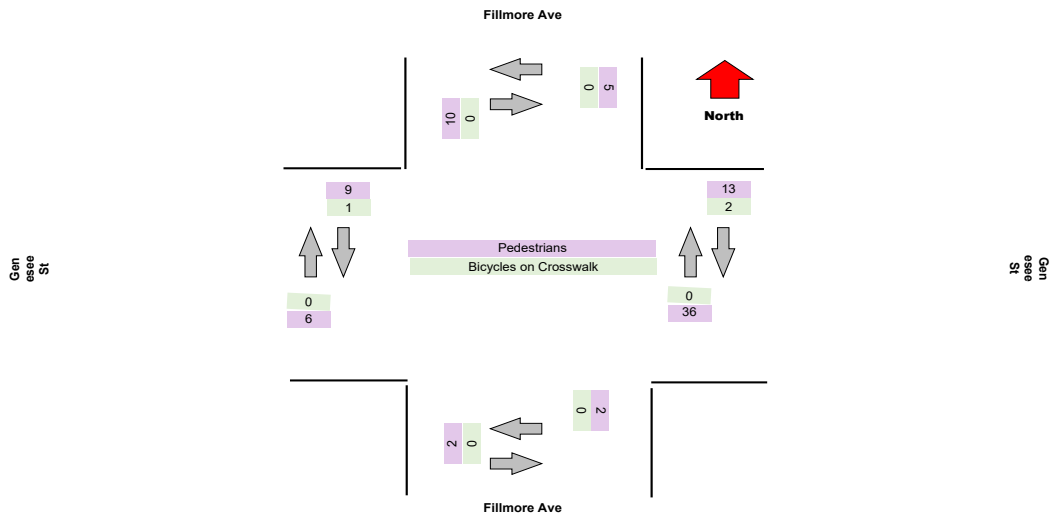 Fillmore Ave
0
5
10
0
North
9
1
13
2
Pedestrians
Bicycles on Crosswalk
Gen
esee
St
Gen
esee
St
0
6
0
36
0
2
2
0
Fillmore Ave